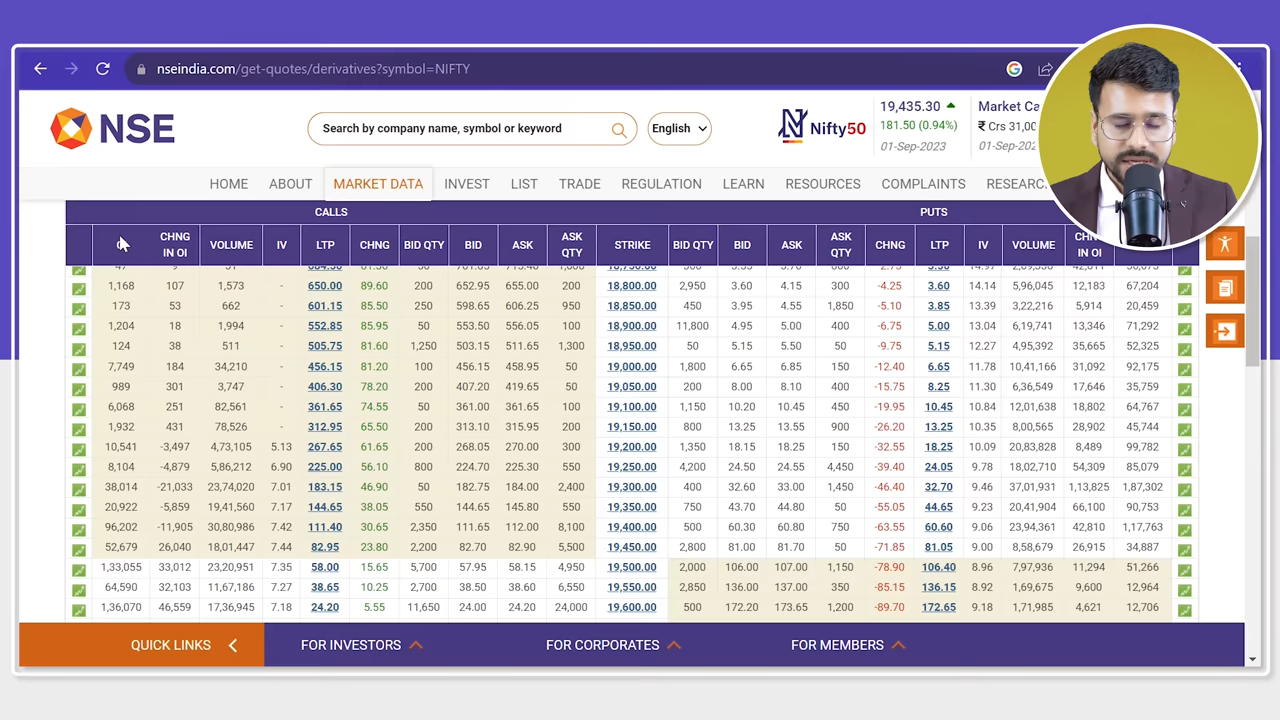 nseindia.com/get-quotes/derivatives?symbol=NIFTY
NSE
Search by company name, symbol or keyword
English
Nifty50
19,435.30
181.50 (0.94%)
01-Sep-2023
Market Ca
₹ Crs 31,00
01-Sep-202
HOME ABOUT MARKET DATA INVEST LIST TRADE REGULATION LEARN RESOURCES COMPLAINTS RESEARC
CALLS PUTS
CHNG IN OI VOLUME IV LTP CHNG BID QTY BID ASK ASK QTY STRIKE BID QTY BID ASK ASK QTY CHNG LTP IV VOLUME
1,168 107 1,573 - 650.00 89.60 200 652.95 655.00 200 18,800.00 2,950 3.60 4.15 300 -4.25 3.60 14.14 5,96,045 12,183 67,204
173 53 662 - 601.15 85.50 250 598.65 606.25 950 18,850.00 450 3.95 4.55 1,850 -5.10 3.85 13.39 3,22,216 5,914 20,459
1,204 18 1,994 - 552.85 85.95 50 553.50 556.05 100 18,900.00 11,800 4.95 5.00 400 -6.75 5.00 13.04 6,19,741 13,346 71,292
124 38 511 - 505.75 81.60 1,250 503.15 511.65 1,300 18,950.00 50 5.15 5.50 50 -9.75 5.15 12.27 4,95,392 35,665 52,325
7,749 184 34,210 - 456.15 81.20 100 456.15 458.95 50 19,000.00 1,800 6.65 6.85 150 -12.40 6.65 11.78 10,41,166 31,092 92,175
989 301 3,747 - 406.30 78.20 200 407.20 419.65 50 19,050.00 200 8.00 8.10 400 -15.75 8.25 11.30 6,36,549 17,646 35,759
6,068 251 82,561 - 361.65 74.55 50 361.00 361.65 100 19,100.00 1,150 10.20 10.45 450 -19.95 10.45 10.84 12,01,638 18,802 64,767
1,932 431 78,526 - 312.95 65.50 200 313.10 315.95 200 19,150.00 800 13.25 13.55 900 -26.20 13.25 10.35 8,00,565 28,902 45,744
10,541 -3,497 4,73,105 5.13 267.65 61.65 200 268.05 270.00 300 19,200.00 1,350 18.15 18.25 150 -32.55 18.25 10.09 20,83,828 8,489 99,782
8,104 -4,879 5,86,212 6.90 225.00 56.10 800 224.70 225.30 550 19,250.00 4,200 24.50 24.55 4,450 -39.40 24.05 9.78 18,02,710 54,309 85,079
38,014 -21,033 23,74,020 7.01 183.15 46.90 50 182.75 184.00 2,400 19,300.00 400 32.60 33.00 1,450 -46.40 32.70 9.46 37,01,931 1,13,825 1,87,302
20,922 -5,859 19,41,560 7.17 144.65 38.05 550 144.65 145.80 550 19,350.00 750 43.70 44.80 50 -55.05 44.65 9.23 20,41,904 66,100 90,753
96,202 -11,905 30,80,986 7.42 111.40 30.65 2,350 111.65 112.00 8,100 19,400.00 500 60.30 60.80 750 -63.55 60.60 9.06 23,94,361 42,810 1,17,763
52,679 26,040 18,01,447 7.44 82.95 23.80 2,200 82.70 82.90 5,500 19,450.00 2,800 81.00 81.70 50 -71.85 81.05 9.00 8,58,679 26,915 34,887
1,33,055 33,012 23,20,951 7.35 58.00 15.65 5,700 57.95 58.15 4,950 19,500.00 2,000 106.00 107.00 1,150 -78.90 106.40 8.96 7,97,936 11,294 51,266
64,590 32,103 11,67,186 7.27 38.65 10.25 2,700 38.50 38.60 6,550 19,550.00 2,850 136.00 137.00 350 -85.15 136.15 8.92 1,69,675 9,600 12,964
1,36,070 46,559 17,36,945 7.18 24.20 5.55 11,650 24.00 24.20 24,000 19,600.00 500 172.20 173.65 1,200 -89.70 172.65 9.18 1,71,985 4,621 12,706
QUICK LINKS FOR INVESTORS FOR CORPORATES FOR MEMBERS